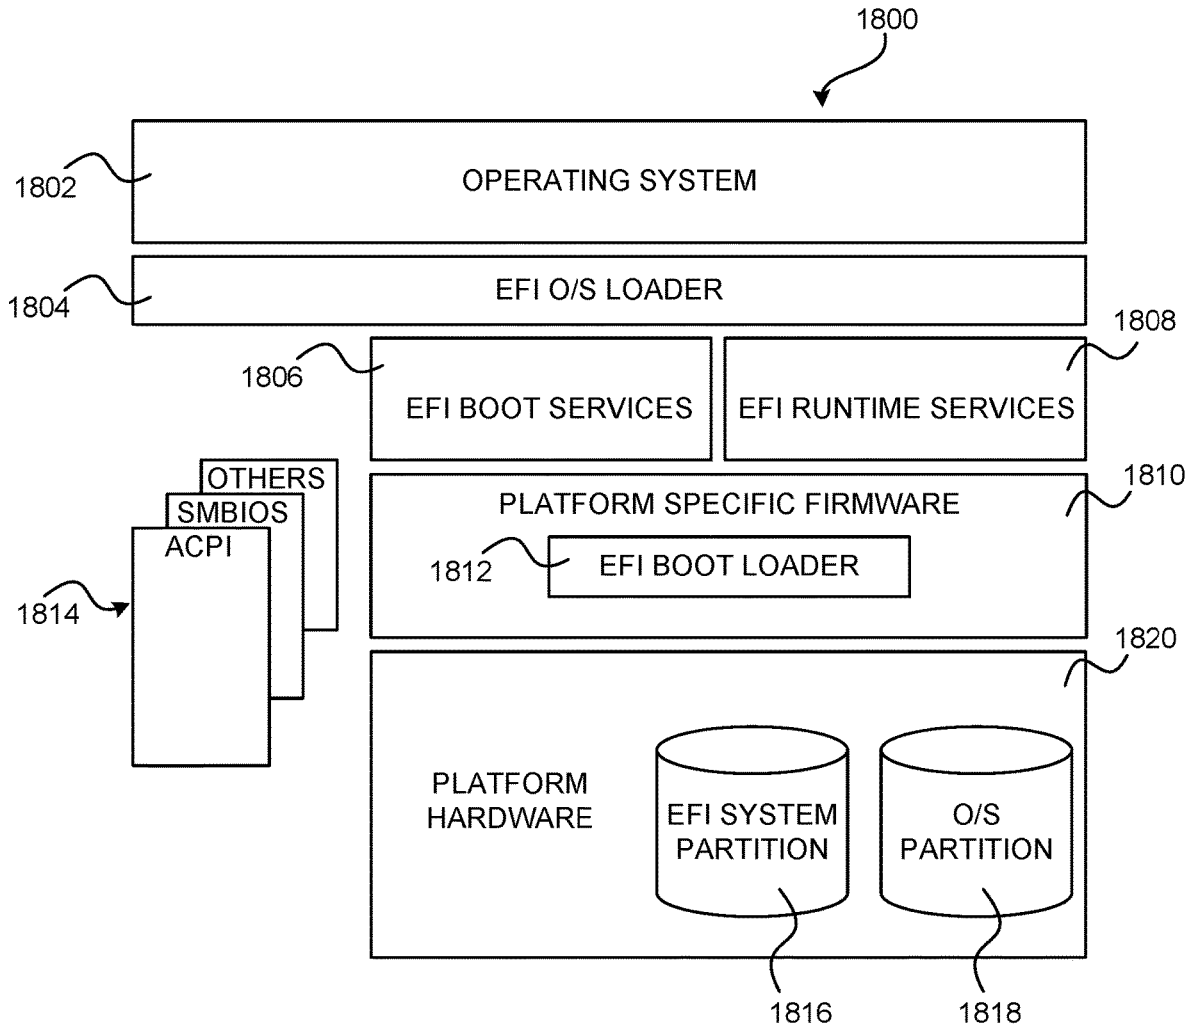 1800
1802
OPERATING SYSTEM
1804
EFI O/S LOADER
1806
EFI BOOT SERVICES
1808
EFI RUNTIME SERVICES
OTHERS
SMBIOS
ACPI
1814
1810
PLATFORM SPECIFIC FIRMWARE
1812
EFI BOOT LOADER
1820
PLATFORM
HARDWARE
EFI SYSTEM
PARTITION
O/S
PARTITION
1816
1818